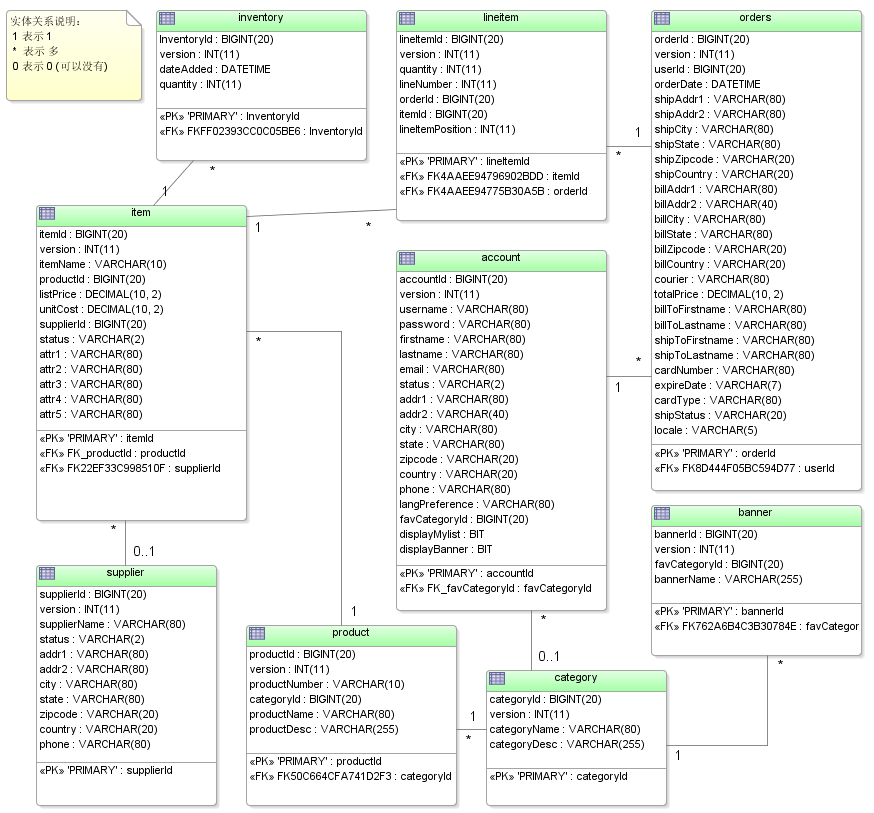 实体关系说明：
1 表示 1
* 表示 多
0 表示 0 (可以没有)
inventory
InventoryId : BIGINT(20)
version : INT(11)
dateAdded : DATETIME
quantity : INT(11)
«PK» 'PRIMARY' : InventoryId
«FK» FKFF02393CC0C05BE6 : InventoryId
*
1
lineitem
lineItemId : BIGINT(20)
version : INT(11)
quantity : INT(11)
lineNumber : INT(11)
orderId : BIGINT(20)
itemId : BIGINT(20)
lineItemPosition : INT(11)
«PK» 'PRIMARY' : lineItemId
«FK» FK4AAEE94796902BDD : itemId
«FK» FK4AAEE94775B30A5B : orderId
1
*
1
*
orders
orderId : BIGINT(20)
version : INT(11)
userId : BIGINT(20)
orderDate : DATETIME
shipAddr1 : VARCHAR(80)
shipAddr2 : VARCHAR(80)
shipCity : VARCHAR(80)
shipState : VARCHAR(80)
shipZipcode : VARCHAR(20)
shipCountry : VARCHAR(20)
billAddr1 : VARCHAR(80)
billAddr2 : VARCHAR(40)
billCity : VARCHAR(80)
billState : VARCHAR(80)
billZipcode : VARCHAR(20)
billCountry : VARCHAR(20)
courier : VARCHAR(80)
totalPrice : DECIMAL(10, 2)
billToFirstname : VARCHAR(80)
billToLastname : VARCHAR(80)
shipToFirstname : VARCHAR(80)
shipToLastname : VARCHAR(80)
cardNumber : VARCHAR(80)
expireDate : VARCHAR(7)
cardType : VARCHAR(80)
shipStatus : VARCHAR(20)
locale : VARCHAR(5)
«PK» 'PRIMARY' : orderId
«FK» FK8D444F05BC594D77 : userId
item
itemId : BIGINT(20)
version : INT(11)
itemName : VARCHAR(10)
productId : BIGINT(20)
listPrice : DECIMAL(10, 2)
unitCost : DECIMAL(10, 2)
supplierId : BIGINT(20)
status : VARCHAR(2)
attr1 : VARCHAR(80)
attr2 : VARCHAR(80)
attr3 : VARCHAR(80)
attr4 : VARCHAR(80)
attr5 : VARCHAR(80)
«PK» 'PRIMARY' : itemId
«FK» FK_productId : productId
«FK» FK22EF33C998510F : supplierId
*
*
0..1
1
account
accountId : BIGINT(20)
version : INT(11)
username : VARCHAR(80)
password : VARCHAR(80)
firstname : VARCHAR(80)
lastname : VARCHAR(80)
email : VARCHAR(80)
status : VARCHAR(2)
addr1 : VARCHAR(80)
addr2 : VARCHAR(40)
city : VARCHAR(80)
state : VARCHAR(80)
zipcode : VARCHAR(20)
country : VARCHAR(20)
phone : VARCHAR(80)
langPreference : VARCHAR(80)
favCategoryId : BIGINT(20)
displayMylist : BIT
displayBanner : BIT
«PK» 'PRIMARY' : accountId
«FK» FK_favCategoryId : favCategoryId
*
1
*
0..1
banner
bannerId : BIGINT(20)
version : INT(11)
favCategoryId : BIGINT(20)
bannerName : VARCHAR(255)
«PK» 'PRIMARY' : bannerId
«FK» FK762A6B4C3B30784E : favCategor
*
1
supplier
supplierId : BIGINT(20)
version : INT(11)
supplierName : VARCHAR(80)
status : VARCHAR(2)
addr1 : VARCHAR(80)
addr2 : VARCHAR(80)
city : VARCHAR(80)
state : VARCHAR(80)
zipcode : VARCHAR(20)
country : VARCHAR(20)
phone : VARCHAR(80)
«PK» 'PRIMARY' : supplierId
product
productId : BIGINT(20)
version : INT(11)
productNumber : VARCHAR(10)
categoryId : BIGINT(20)
productName : VARCHAR(80)
productDesc : VARCHAR(255)
«PK» 'PRIMARY' : productId
«FK» FK50C664CFA741D2F3 : categoryId
1
*
category
categoryId : BIGINT(20)
version : INT(11)
categoryName : VARCHAR(80)
categoryDesc : VARCHAR(255)
«PK» 'PRIMARY' : categoryId